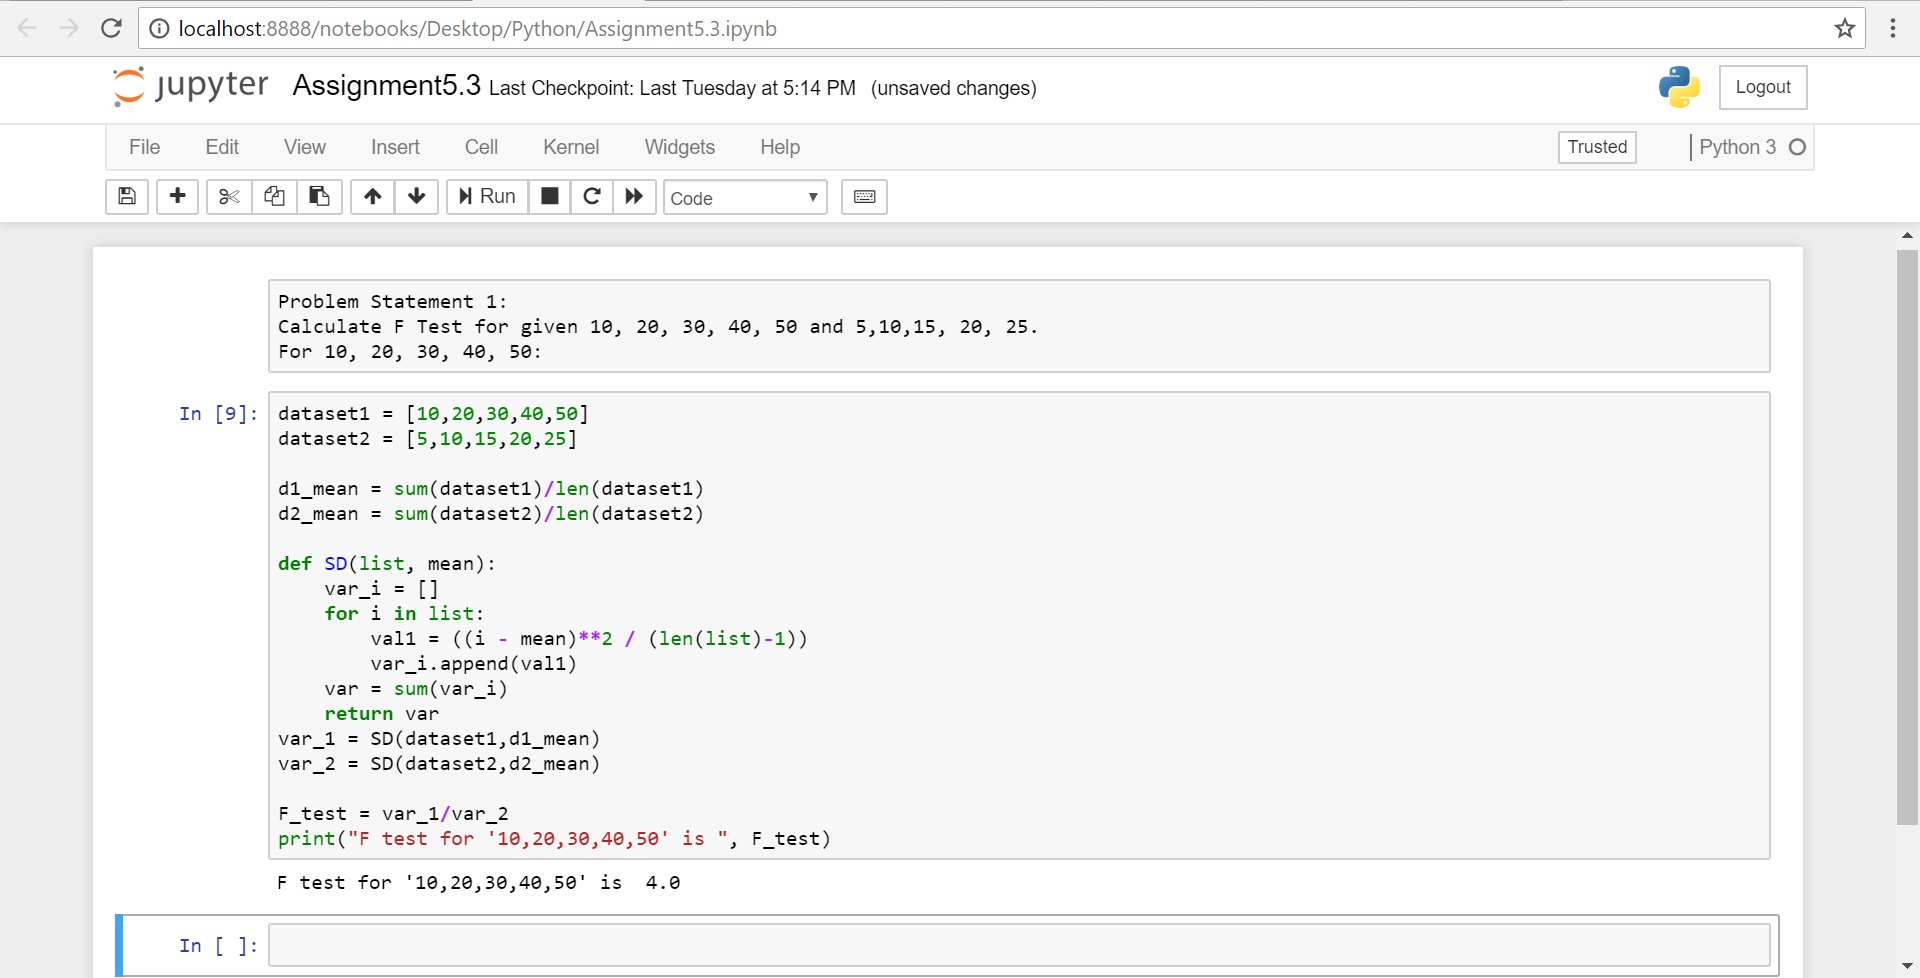 localhost:8888/notebooks/Desktop/Python/Assignment5.3.ipynb
jupyter Assignment5.3 Last Checkpoint: Last Tuesday at 5:14 PM (unsaved changes) Logout
File Edit View Insert Cell Kernel Widgets Help Trusted Python 3
Run Code
Problem Statement 1:
Calculate F Test for given 10, 20, 30, 40, 50 and 5,10,15, 20, 25.
For 10, 20, 30, 40, 50:
In [9]: dataset1 = [10,20,30,40,50]
dataset2 = [5,10,15,20,25]
d1_mean = sum(dataset1)/len(dataset1)
d2_mean = sum(dataset2)/len(dataset2)
def SD(list, mean):
    var_i = []
    for i in list:
        val1 = ((i - mean)**2 / (len(list)-1))
        var_i.append(val1)
    var = sum(var_i)
    return var
var_1 = SD(dataset1,d1_mean)
var_2 = SD(dataset2,d2_mean)
F_test = var_1/var_2
print("F test for '10,20,30,40,50' is ", F_test)
F test for '10,20,30,40,50' is  4.0
In [ ]: